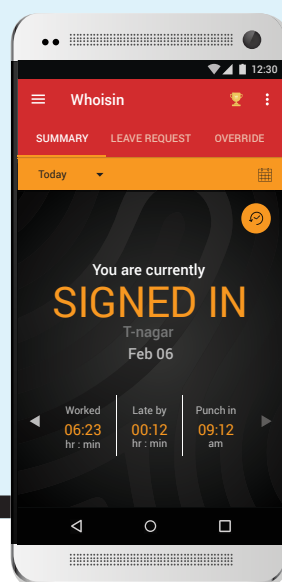 12:30
Whoisin
SUMMARY LEAVE REQUEST OVERRIDE
Today
You are currently
SIGNED IN
T-nagar
Feb 06
Worked Late by Punch in
06:23 00:12 09:12
hr : min hr : min am